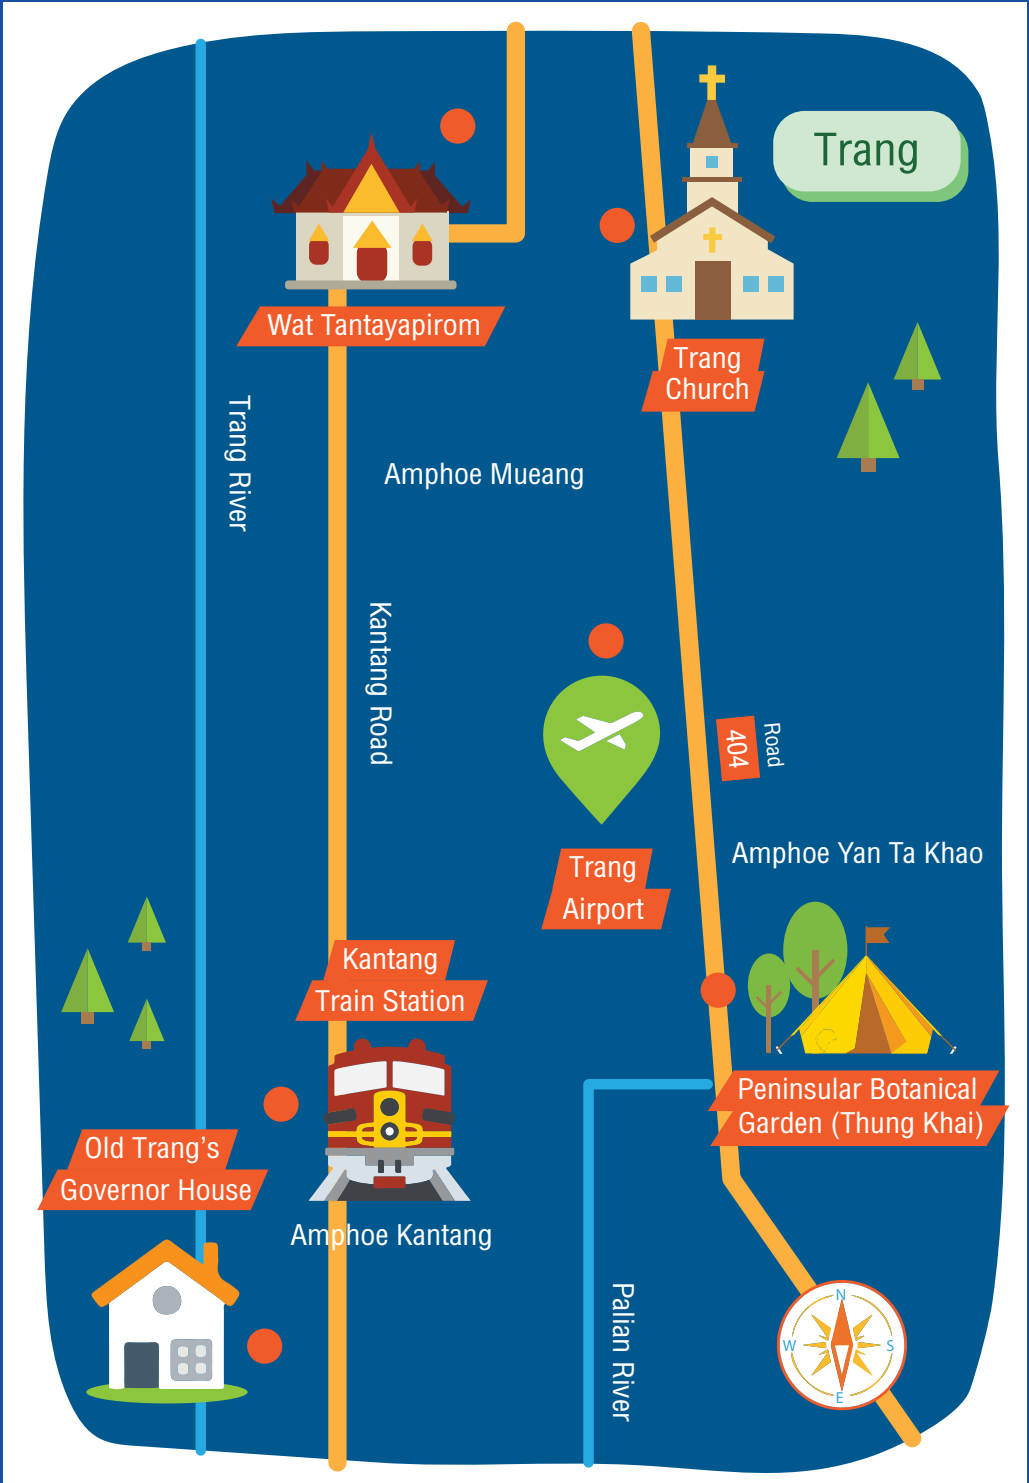 Trang
Wat Tantayapirom
Trang
Church
Trang River
Amphoe Mueang
Kantang Road
404
Road
Trang
Airport
Amphoe Yan Ta Khao
Kantang
Train Station
Peninsular Botanical
Garden (Thung Khai)
Old Trang's
Governor House
Amphoe Kantang
Palian River
N
W
S
E